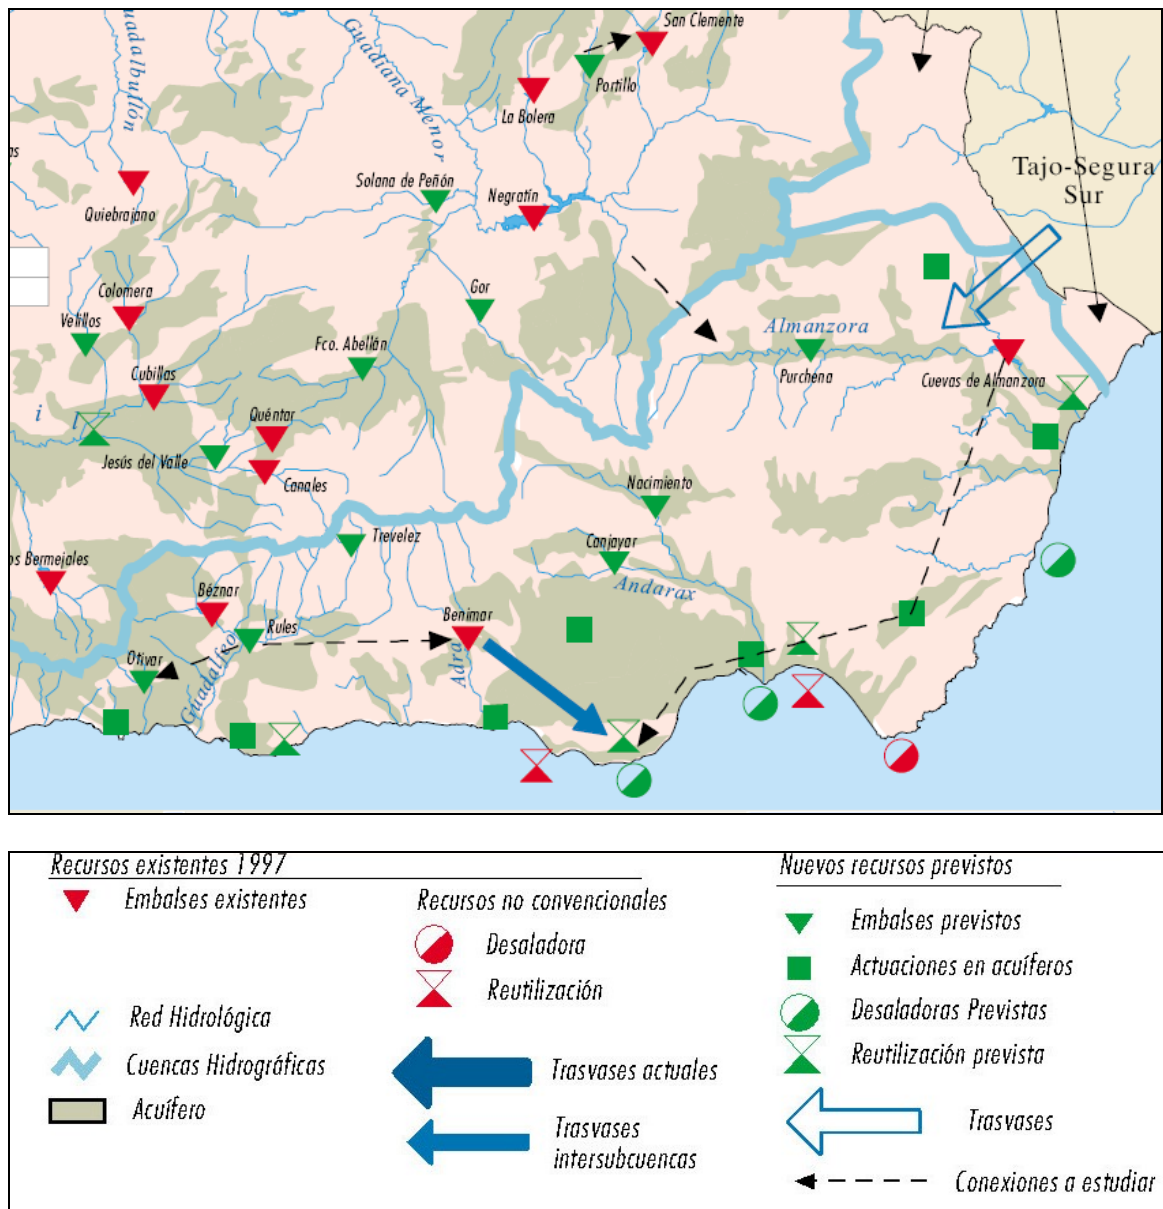 San Clemente
Guadalbullón
Guadiana Menor
Portillo
La Bolera
as
Tajo-Segura
Sur
Solana de Peñón
Negratín
Quiebrajano
Colomera
Gor
Velillos
Almanzora
Fco. Abellán
Cubillas
Purchena
Cuevas de Almanzora
i
l
Quéntar
Jesús del Valle
Canales
Nacimiento
Trevelez
Canjayar
os Bermejales
Andarax
Béznar
Benimar
Rules
Otivar
Guadalfeo
Adra
Recursos existentes 1997
Embalses existentes
Red Hidrológica
Cuencas Hidrográficas
Acuífero
Recursos no convencionales
Desaladora
Reutilización
Trasvases actuales
Trasvases
intersubcuencas
Nuevos recursos previstos
Embalses previstos
Actuaciones en acuíferos
Desaladoras Previstas
Reutilización prevista
Trasvases
Conexiones a estudiar